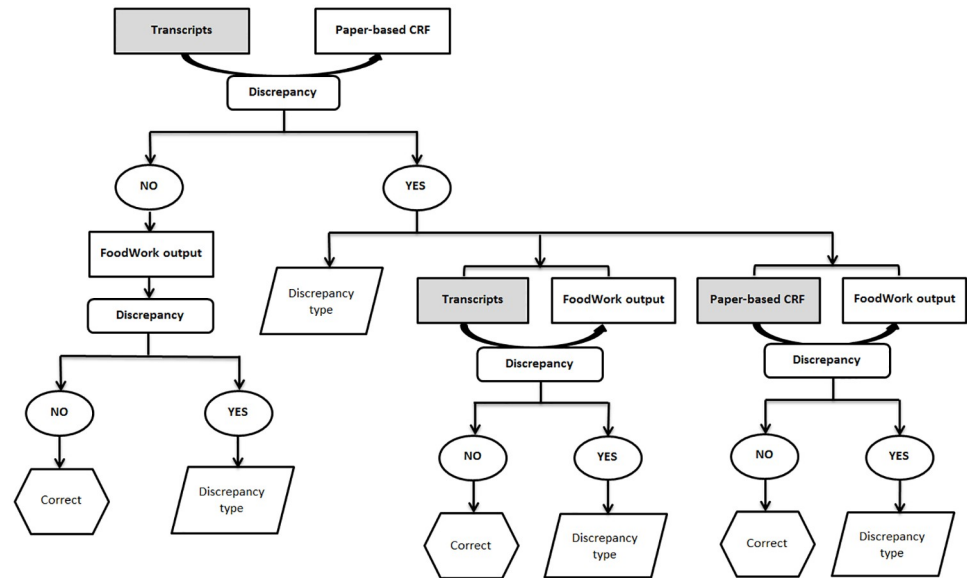 Transcripts
Paper-based CRF
Discrepancy
NO
YES
FoodWork output
Discrepancy
type
Transcripts
FoodWork output
Paper-based CRF
FoodWork output
Discrepancy
Discrepancy
Discrepancy
NO
YES
NO
YES
NO
YES
Correct
Discrepancy
type
Correct
Discrepancy
type
Correct
Discrepancy
type